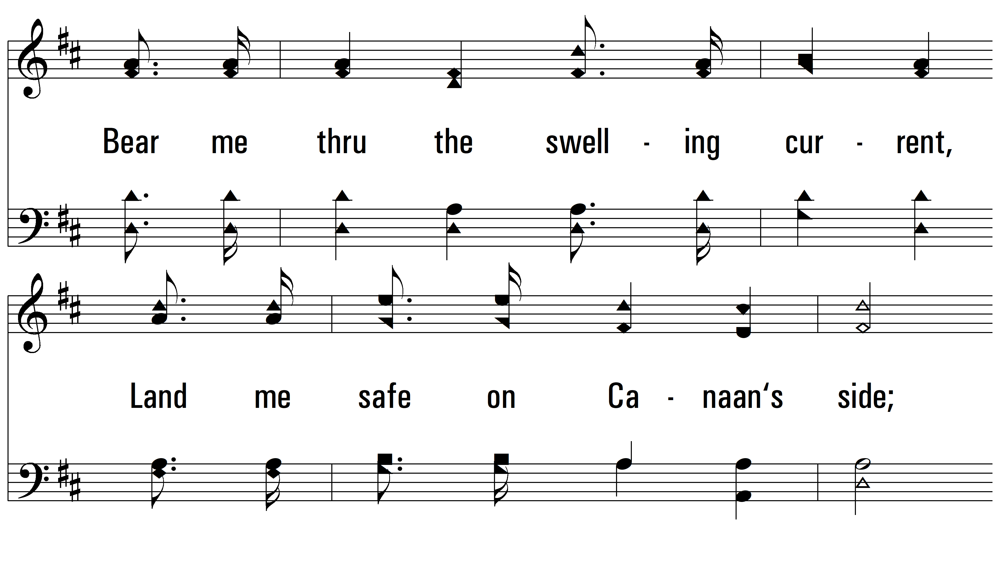 Bear me thru the swell - ing cur - rent,
Land me safe on Ca - naan‘s side;